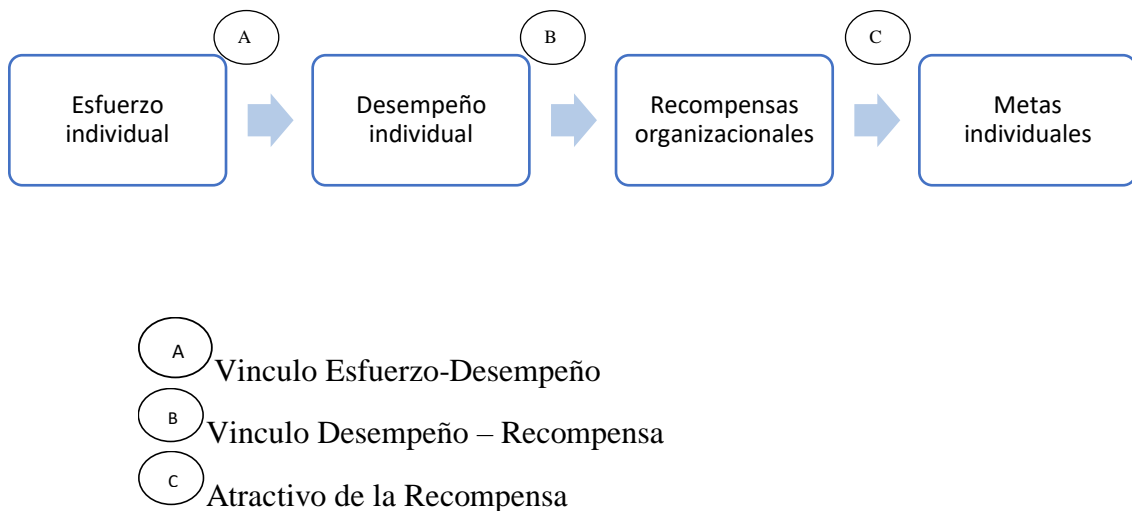 A
B
C
Esfuerzo
individual
Desempeño
individual
Recompensas
organizacionales
Metas
individuales
A Vinculo Esfuerzo-Desempeño
B Vinculo Desempeño – Recompensa
C Atractivo de la Recompensa